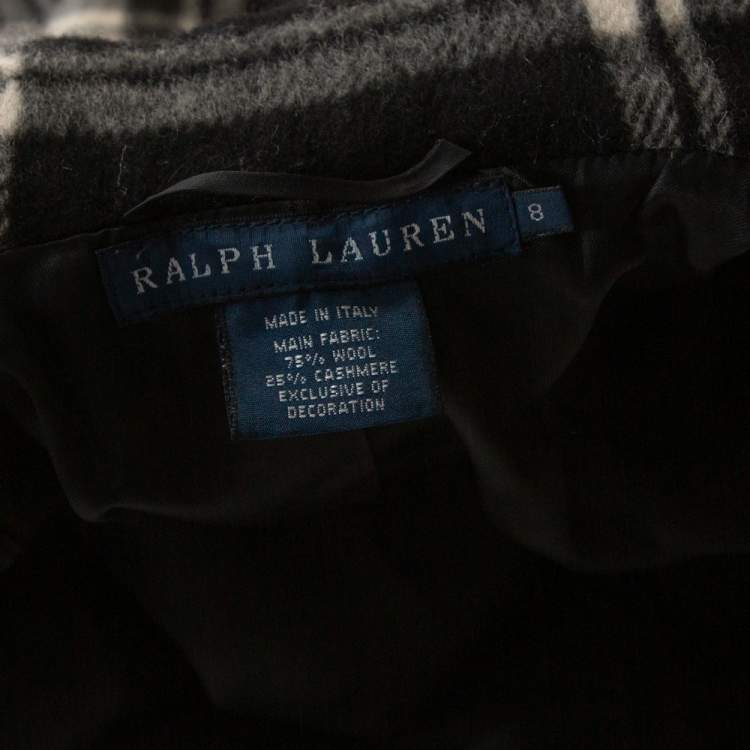 RALPH LAUREN
8
MADE IN ITALY
MAIN FABRIC:
75% WOOL
25% CASHMERE
EXCLUSIVE OF
DECORATION